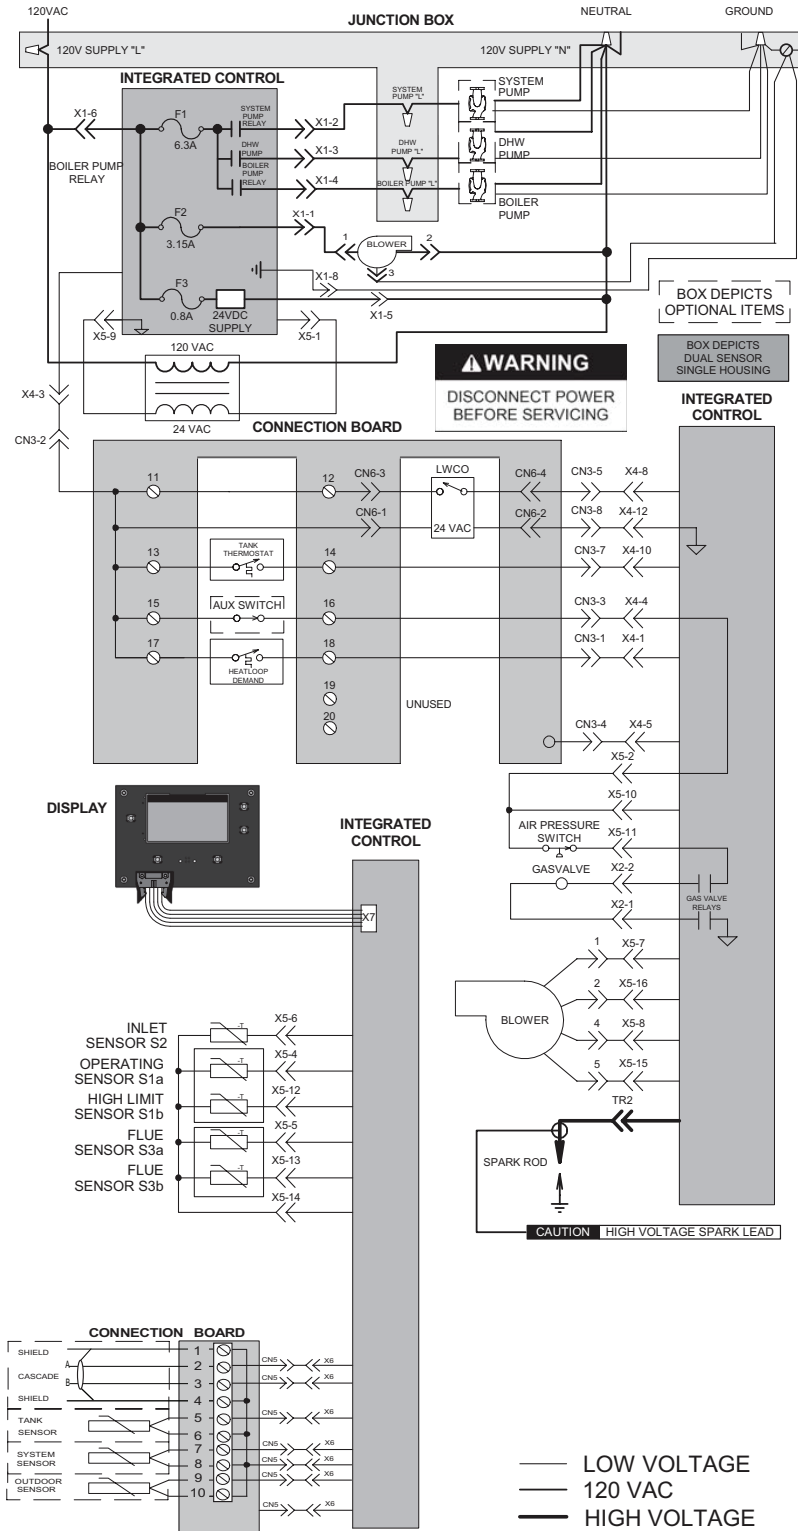 120VAC
NEUTRAL
GROUND
JUNCTION BOX
120V SUPPLY "L"
120V SUPPLY "N"
INTEGRATED CONTROL
X1-6
BOILER PUMP
RELAY
F1
6.3A
SYSTEM
PUMP
RELAY
DHW
PUMP
BOILER
PUMP
RELAY
X1-2
X1-3
X1-4
SYSTEM
PUMP "L"
DHW
PUMP "L"
BOILER PUMP "L"
SYSTEM
PUMP
DHW
PUMP
BOILER
PUMP
F2
3.15A
X1-1
1
BLOWER
2
3
X1-8
F3
0.8A
24VDC
SUPPLY
X1-5
X5-9
X5-1
120 VAC
24 VAC
BOX DEPICTS
OPTIONAL ITEMS
BOX DEPICTS
DUAL SENSOR
SINGLE HOUSING
WARNING
DISCONNECT POWER
BEFORE SERVICING
X4-3
CN3-2
CONNECTION BOARD
INTEGRATED
CONTROL
11
12
CN6-3
LWCO
CN6-4
CN3-5
X4-8
CN6-1
24 VAC
CN6-2
CN3-8
X4-12
13
TANK
THERMOSTAT
14
CN3-7
X4-10
15
AUX SWITCH
16
CN3-3
X4-4
17
HEATLOOP
DEMAND
18
CN3-1
X4-1
19
20
UNUSED
CN3-4
X4-5
X5-2
X5-10
AIR PRESSURE
SWITCH
X5-11
GASVALVE
X2-2
GAS VALVE
RELAYS
X2-1
DISPLAY
INTEGRATED
CONTROL
X7
1
X5-7
2
X5-16
BLOWER
4
X5-8
5
X5-15
TR2
SPARK ROD
CAUTION HIGH VOLTAGE SPARK LEAD
INLET
SENSOR S2
-T
X5-6
OPERATING
SENSOR S1a
-T
X5-4
HIGH LIMIT
SENSOR S1b
-T
X5-12
FLUE
SENSOR S3a
-T
X5-5
FLUE
SENSOR S3b
-T
X5-13
X5-14
CONNECTION BOARD
SHIELD
1
A
2
CN5
X6
CASCADE
B
3
CN5
X6
SHIELD
4
TANK
SENSOR
5
CN5
X6
6
SYSTEM
SENSOR
7
CN5
X6
8
CN5
X6
OUTDOOR
SENSOR
9
CN5
X6
10
CN5
X6
LOW VOLTAGE
120 VAC
HIGH VOLTAGE